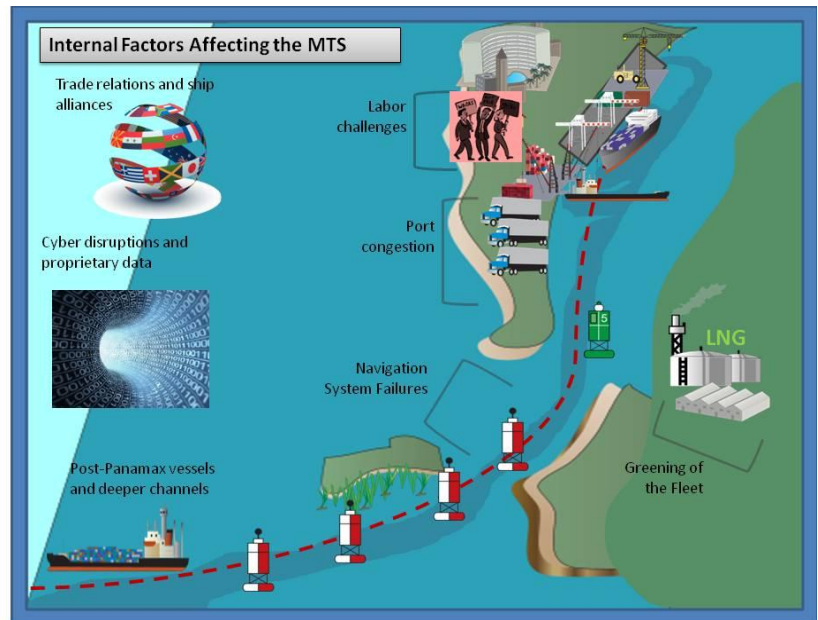 Internal Factors Affecting the MTS
Trade relations and ship
alliances
Labor
challenges
Port
congestion
Cyber disruptions and
proprietary data
5
LNG
Navigation
System Failures
Post-Panamax vessels
and deeper channels
Greening of
the Fleet